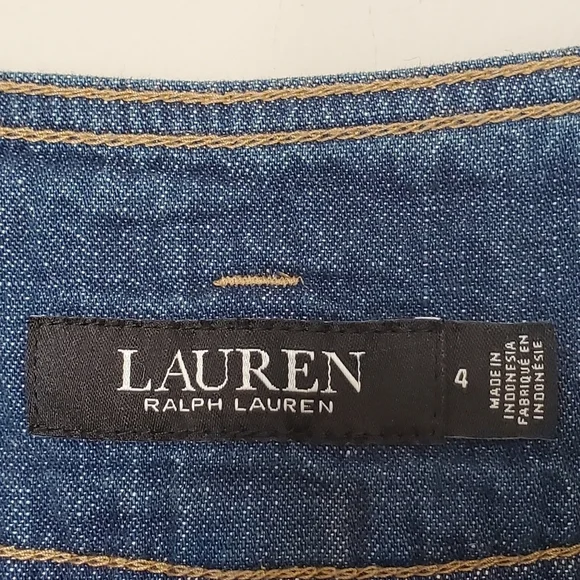 LAUREN
RALPH LAUREN
4
MADE IN
INDONESIA
FABRIQUÉ EN
INDONÉSIE